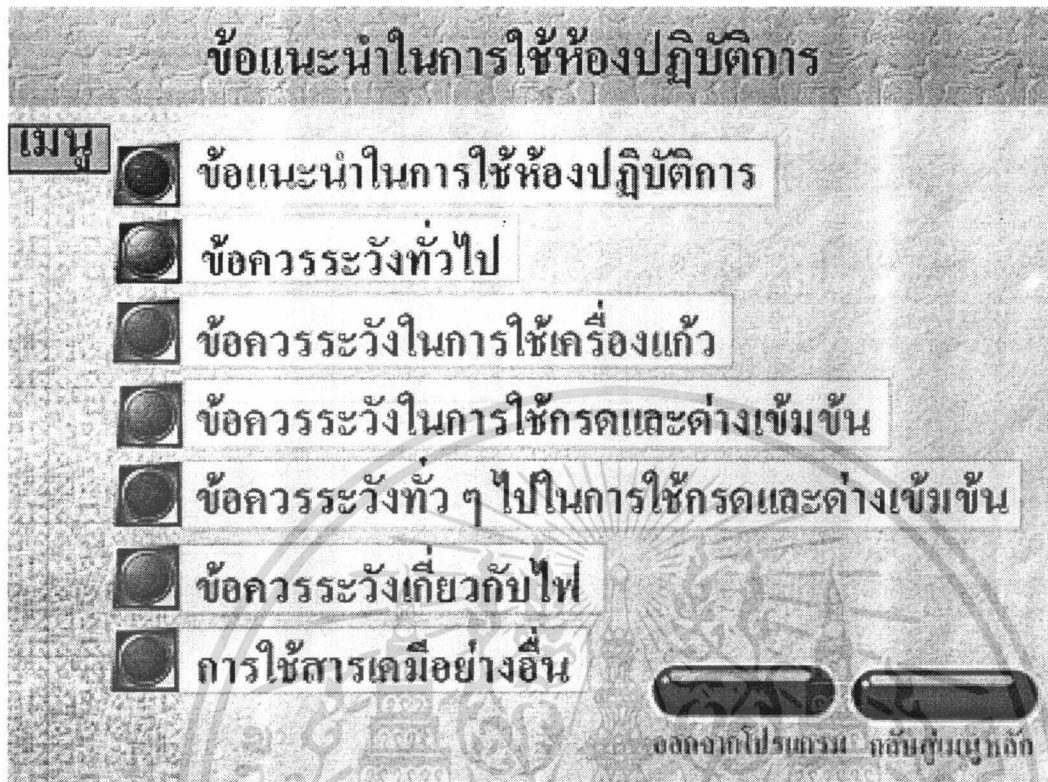 ข้อแนะนำในการใช้ห้องปฏิบัติการ
เมนู
ข้อแนะนำในการใช้ห้องปฏิบัติการ
ข้อควรระวังทั่วไป
ข้อควรระวังในการใช้เครื่องแก้ว
ข้อควรระวังในการใช้กรดและด่างเข้มข้น
ข้อควรระวังทั่ว ๆ ไปในการใช้กรดและด่างเข้มข้น
ข้อควรระวังเกี่ยวกับไฟ
การใช้สารเคมีอย่างอื่น
ออกจากโปรแกรม กลับสู่เมนูหลัก